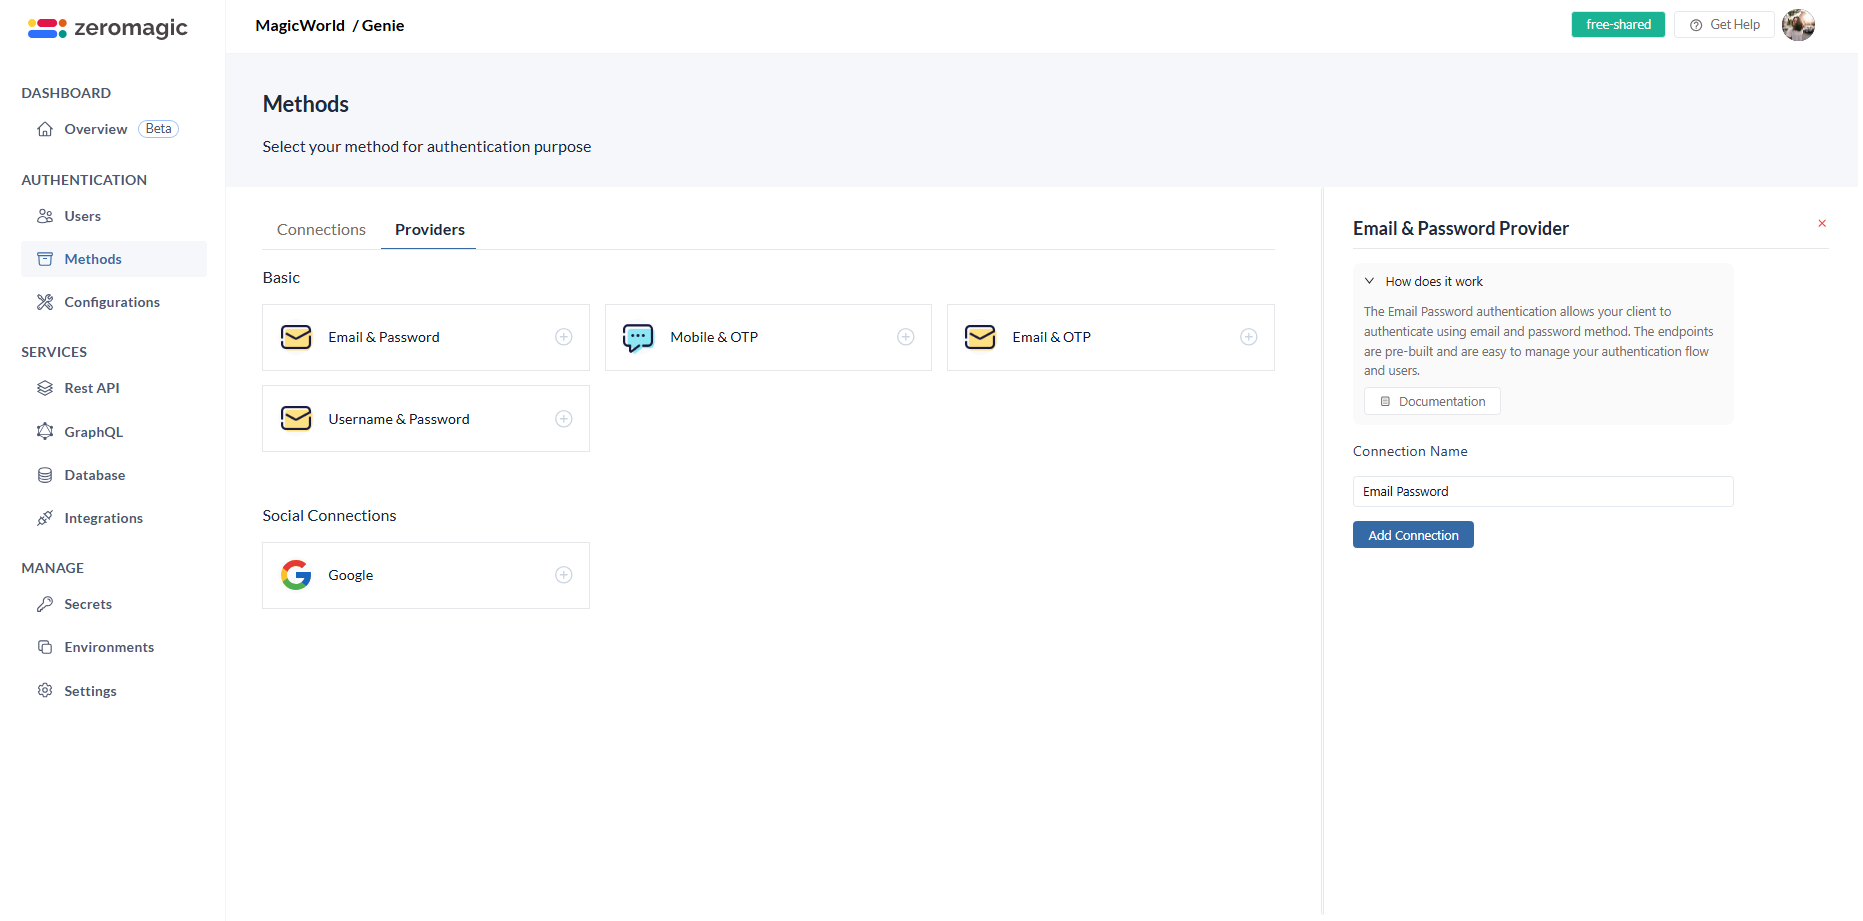 zeromagic
MagicWorld / Genie
free-shared
Get Help
DASHBOARD
Overview Beta
AUTHENTICATION
Users
Methods
Configurations
SERVICES
Rest API
GraphQL
Database
Integrations
MANAGE
Secrets
Environments
Settings
Methods
Select your method for authentication purpose
Connections Providers
Basic
Email & Password
Mobile & OTP
Email & OTP
Username & Password
Social Connections
Google
Email & Password Provider
How does it work
The Email Password authentication allows your client to
authenticate using email and password method. The endpoints
are pre-built and are easy to manage your authentication flow
and users.
Documentation
Connection Name
Email Password
Add Connection